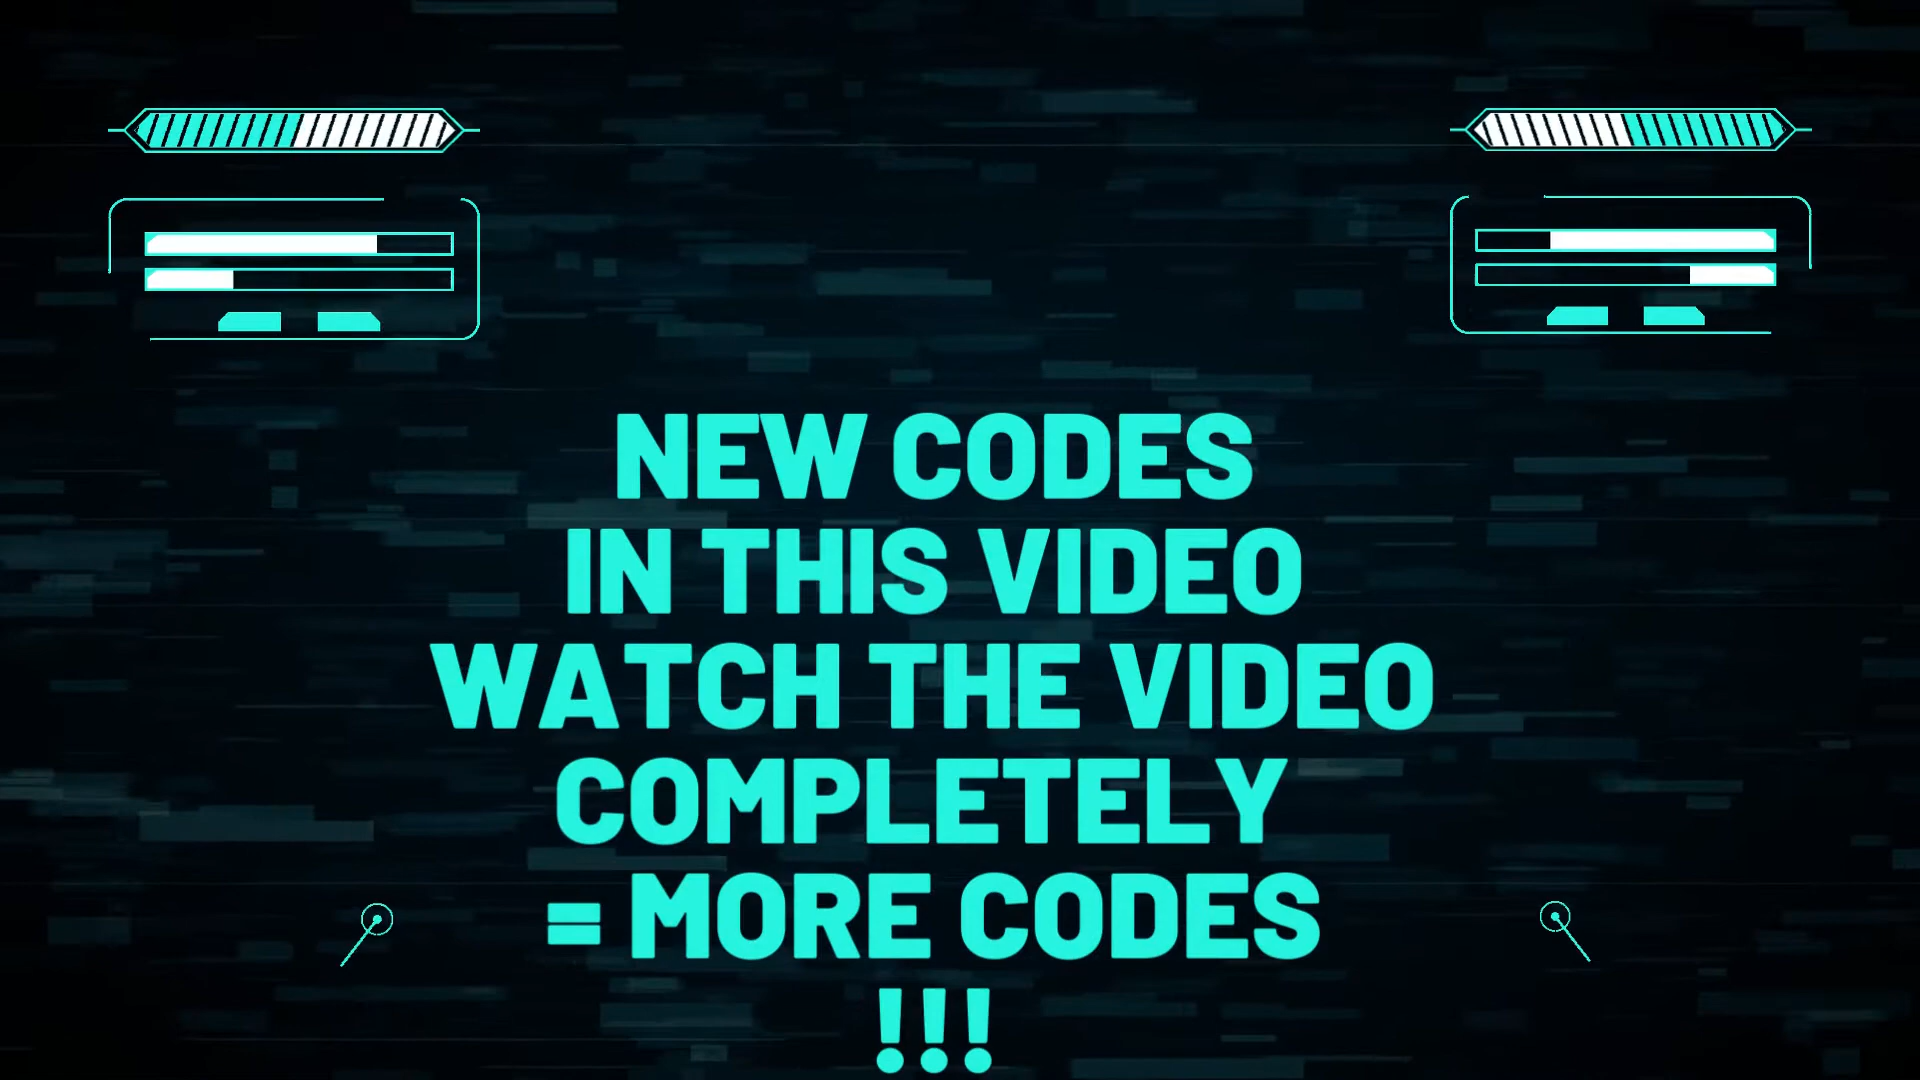 NEW CODES
IN THIS VIDEO
WATCH THE VIDEO
COMPLETELY
= MORE CODES
!!!